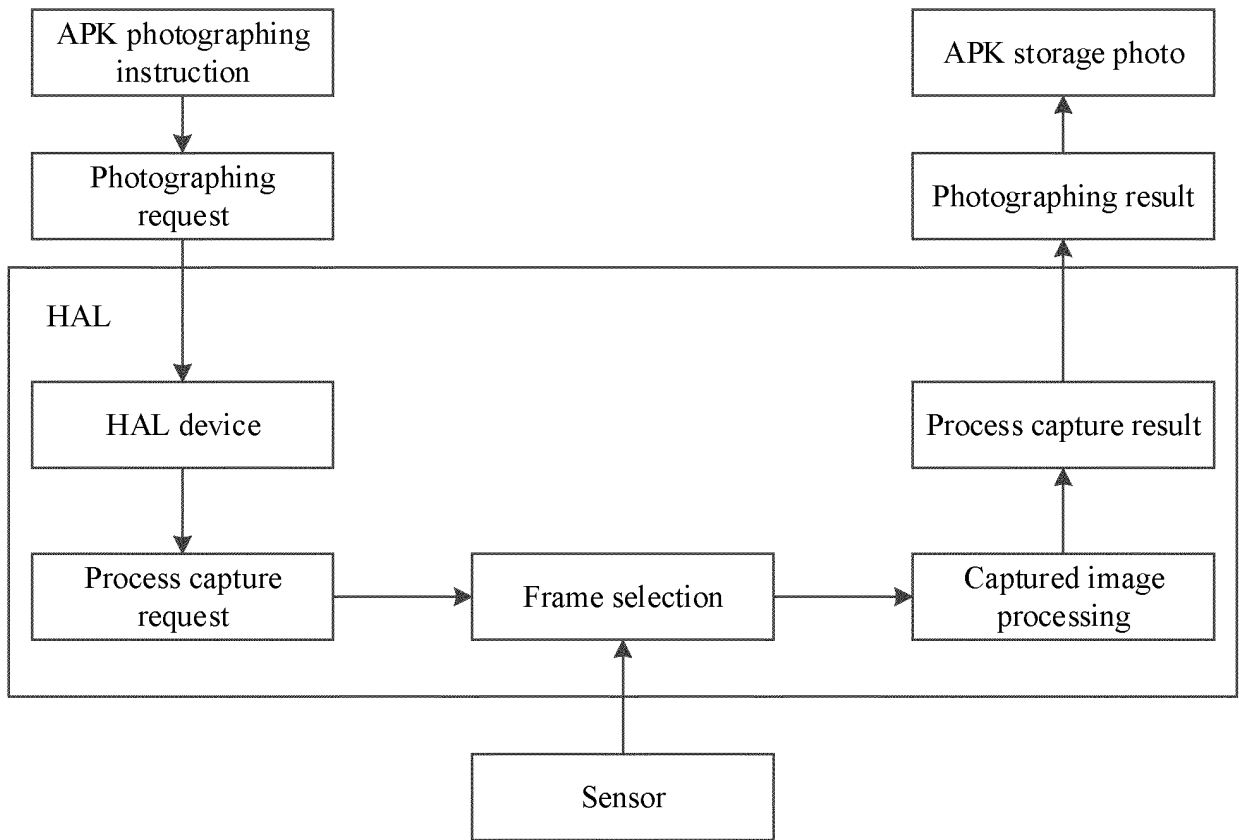 APK photographing
instruction
APK storage photo
Photographing
request
Photographing result
HAL
HAL device
Process capture result
Process capture
request
Frame selection
Captured image
processing
Sensor